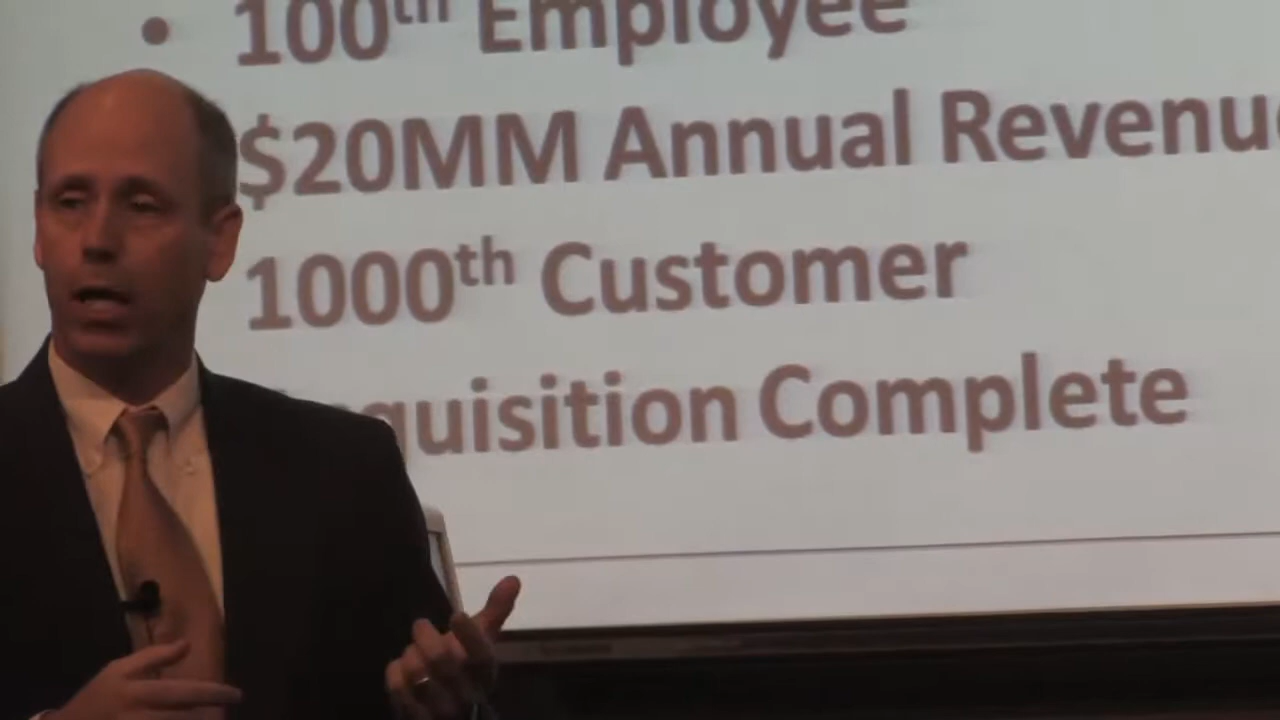 • 100th Employee
$20MM Annual Revenu
1000th Customer
quisition Complete